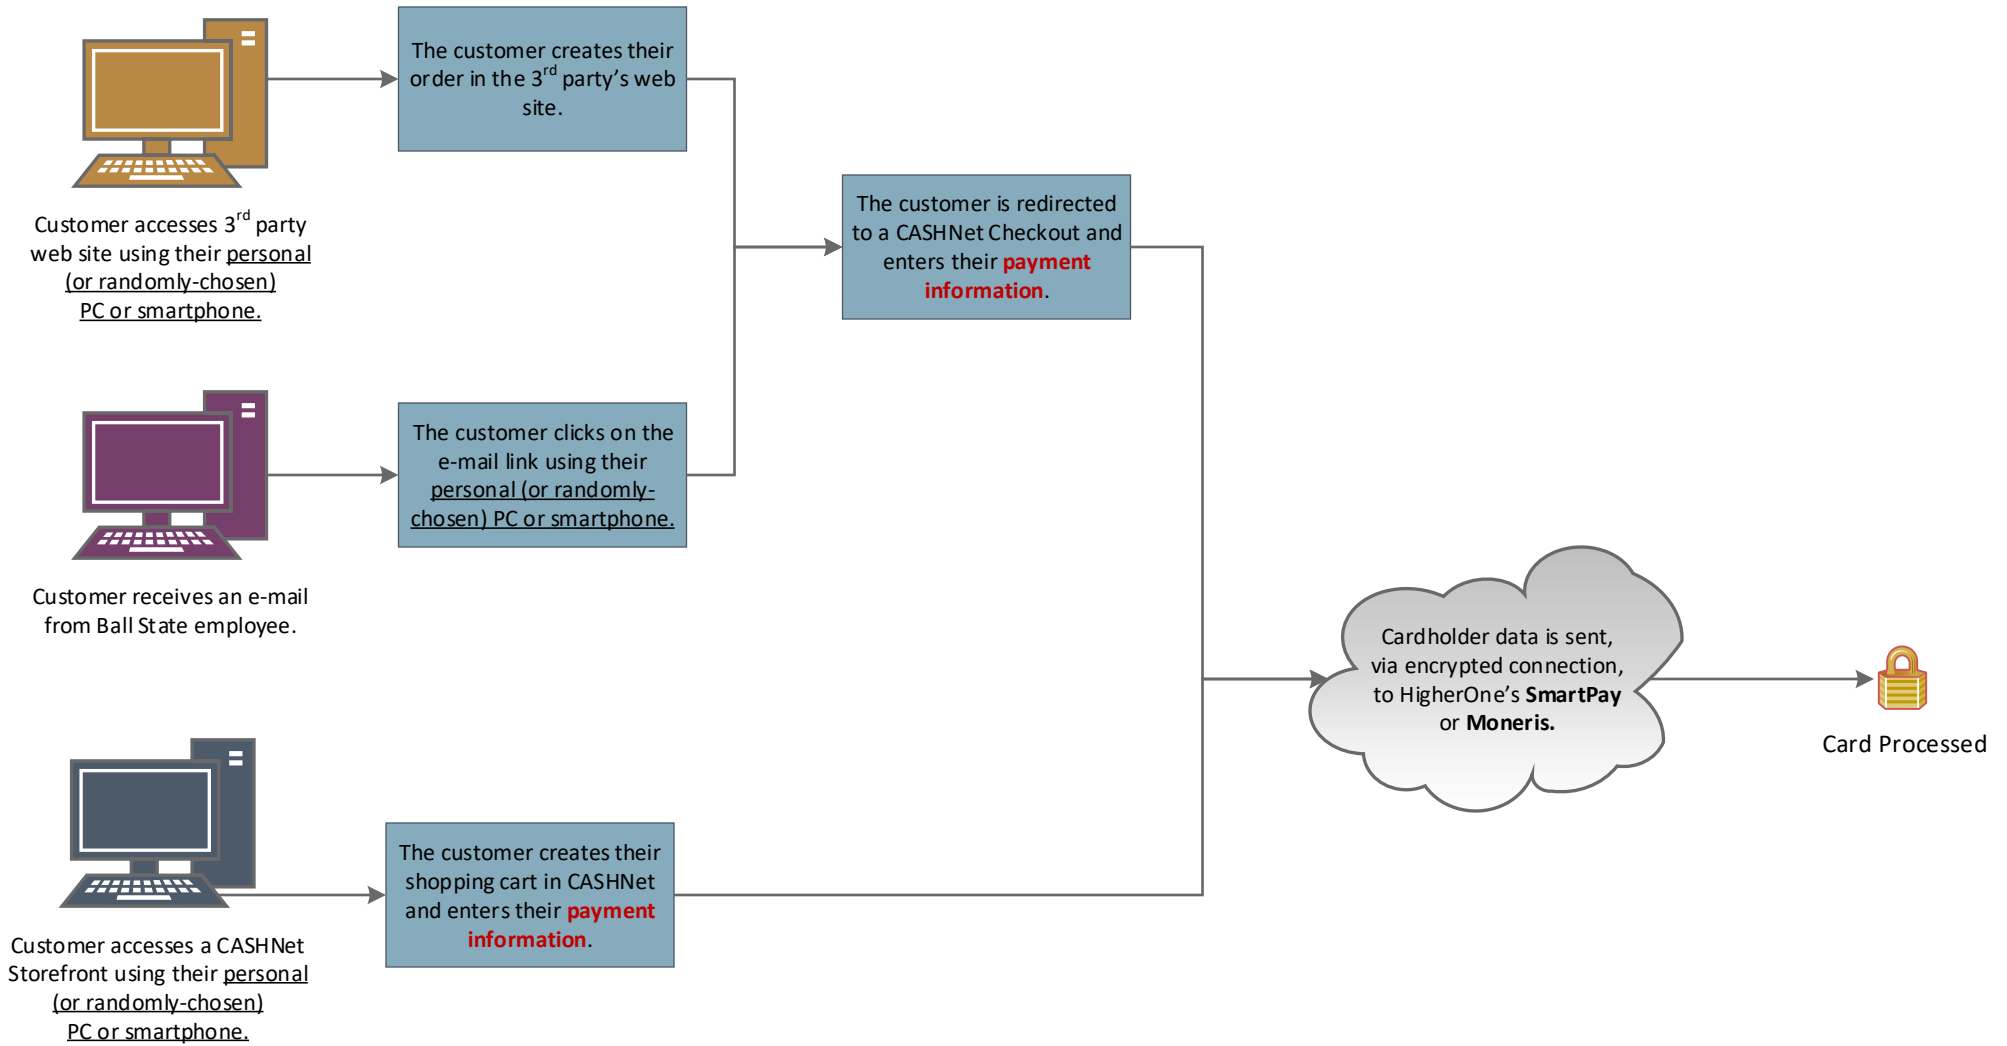 The customer creates their
order in the 3rd party’s web
site.
Customer accesses 3rd party
web site using their personal
(or randomly-chosen)
PC or smartphone.
The customer is redirected
to a CASHNet Checkout and
enters their payment
information.
The customer clicks on the
e-mail link using their
personal (or randomly-
chosen) PC or smartphone.
Customer receives an e-mail
from Ball State employee.
Cardholder data is sent,
via encrypted connection,
to HigherOne’s SmartPay
or Moneris.
Card Processed
The customer creates their
shopping cart in CASHNet
and enters their payment
information.
Customer accesses a CASHNet
Storefront using their personal
(or randomly-chosen)
PC or smartphone.